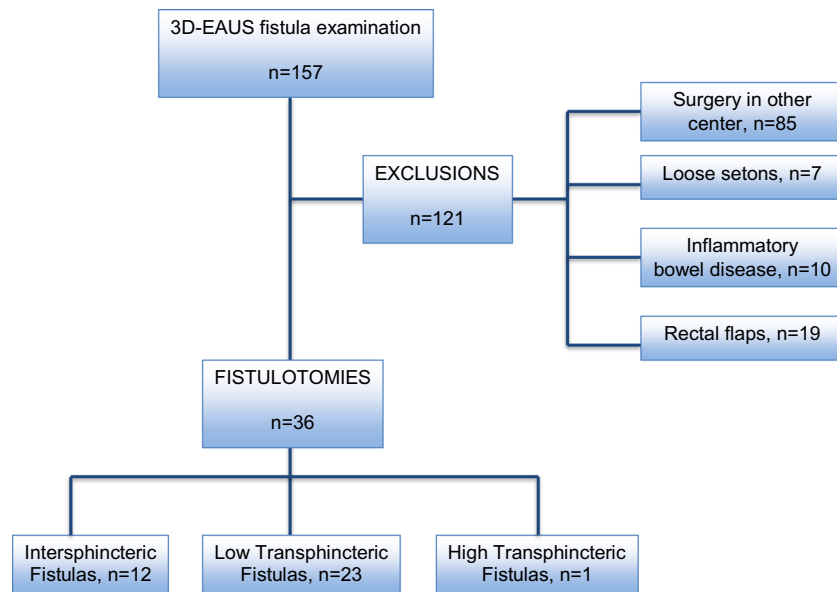 3D-EAUS fistula examination
n=157
Surgery in other
center, n=85
EXCLUSIONS
n=121
Loose setons, n=7
Inflammatory
bowel disease, n=10
Rectal flaps, n=19
FISTULOTOMIES
n=36
Intersphincteric
Fistulas, n=12
Low Transphincteric
Fistulas, n=23
High Transphincteric
Fistulas, n=1